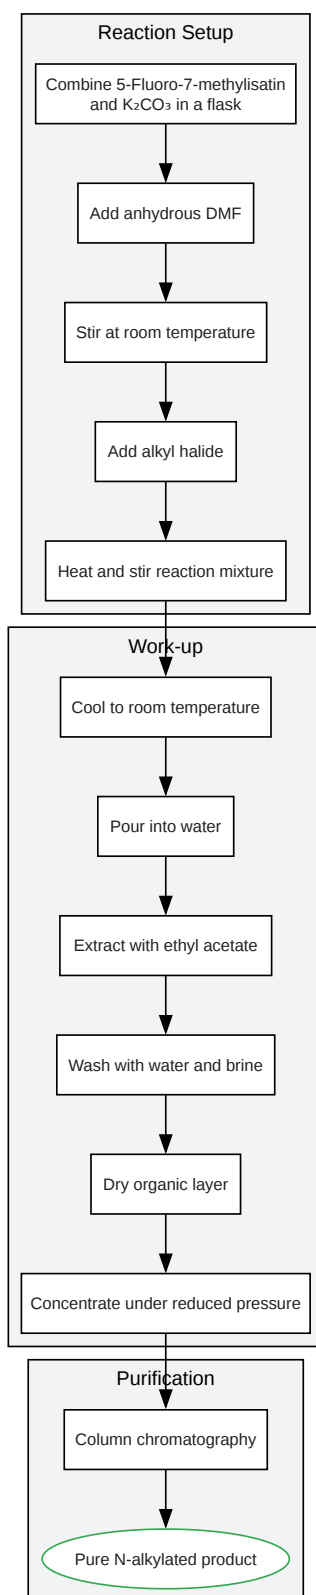 Reaction Setup
Combine 5-Fluoro-7-methylisatin
and K₂CO₃ in a flask
Add anhydrous DMF
Stir at room temperature
Add alkyl halide
Heat and stir reaction mixture
Work-up
Cool to room temperature
Pour into water
Extract with ethyl acetate
Wash with water and brine
Dry organic layer
Concentrate under reduced pressure
Purification
Column chromatography
Pure N-alkylated product